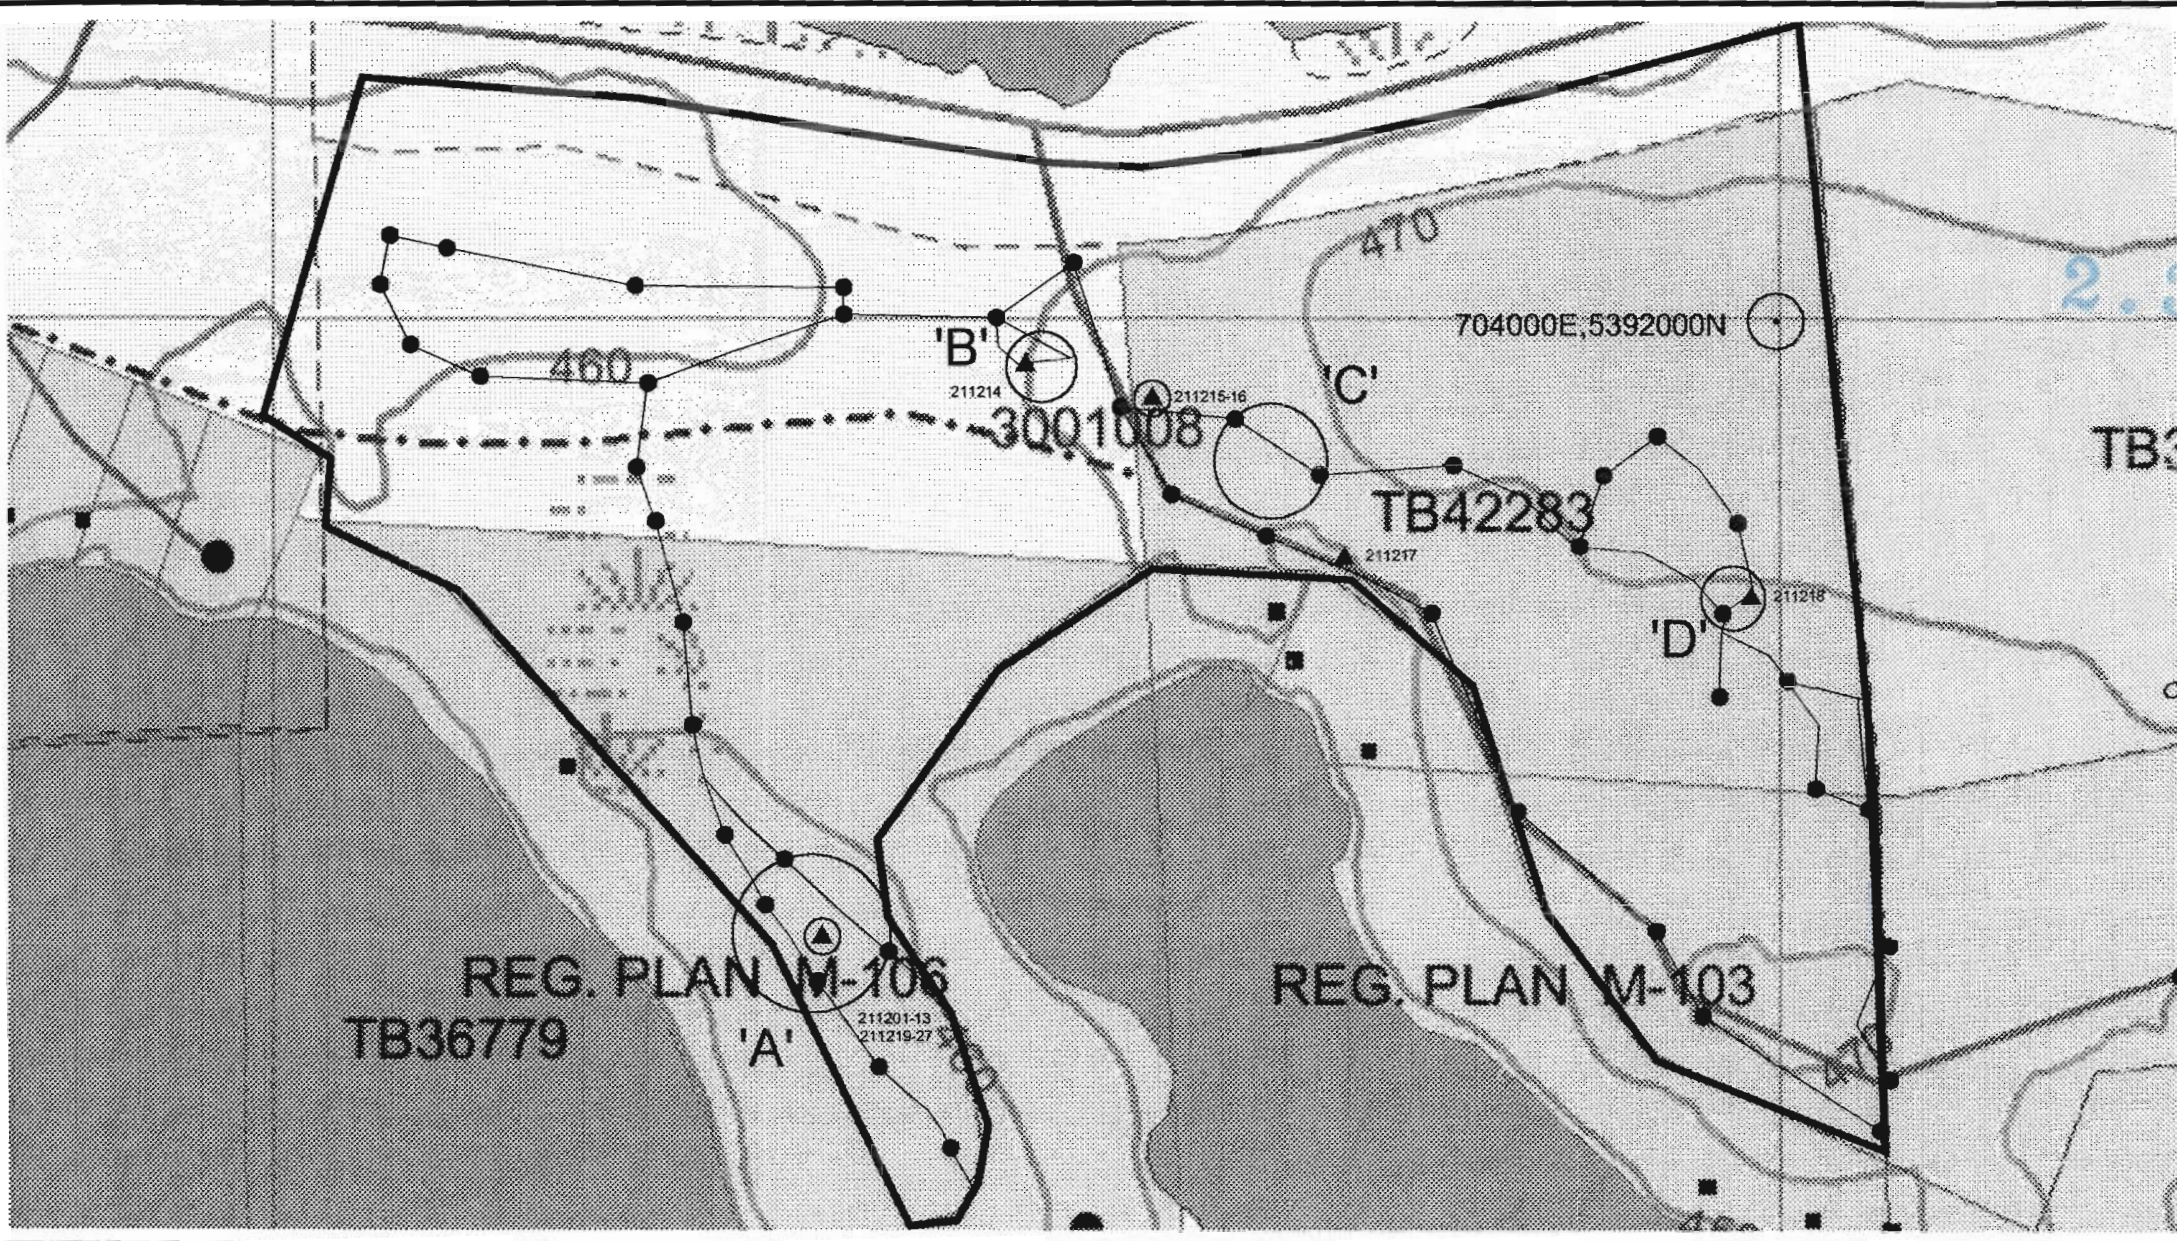 470
2.
704000E,5392000N
'B'
460
'C'
211214
211215-16
3001008
TB3
TB42283
211217
211218
'D'
REG. PLAN M-106
REG. PLAN M-103
211201-13
TB36779
211219-27
'A'